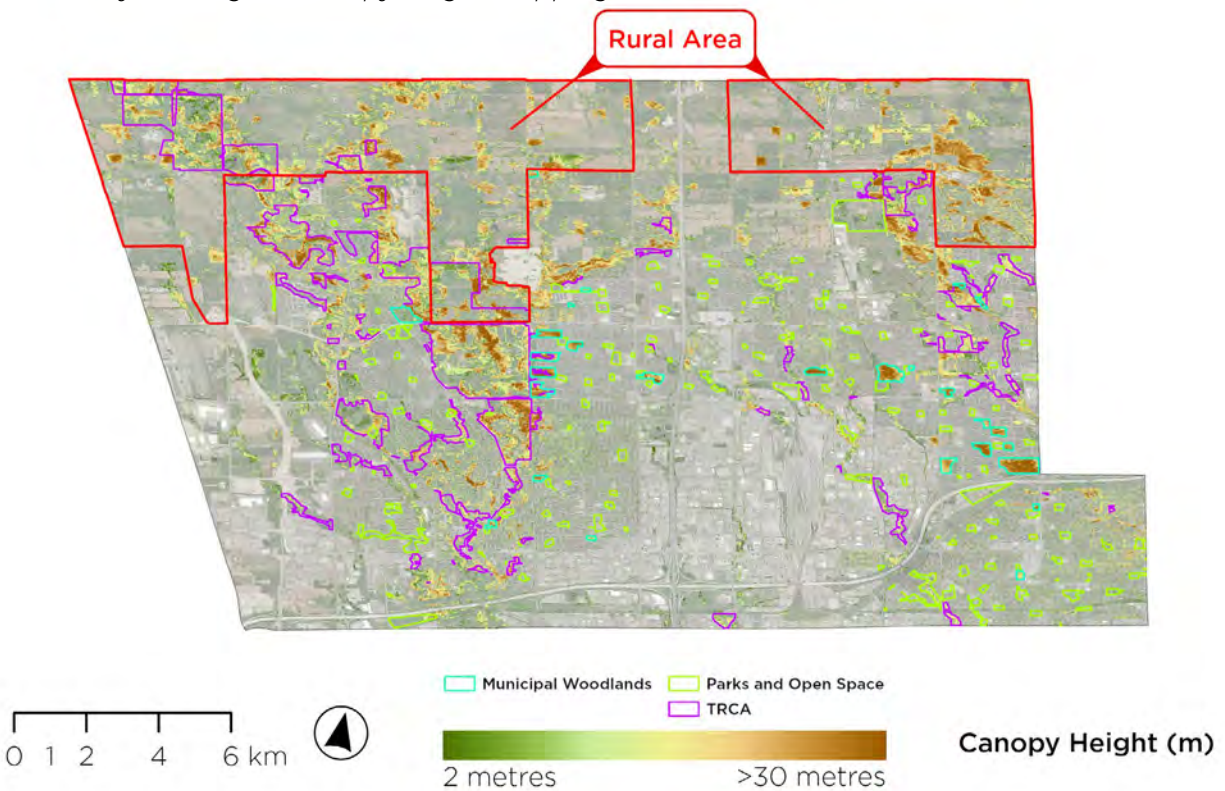 Rural Area
Municipal Woodlands
Parks and Open Space
TRCA
0 1 2 4 6 km
2 metres
>30 metres
Canopy Height (m)